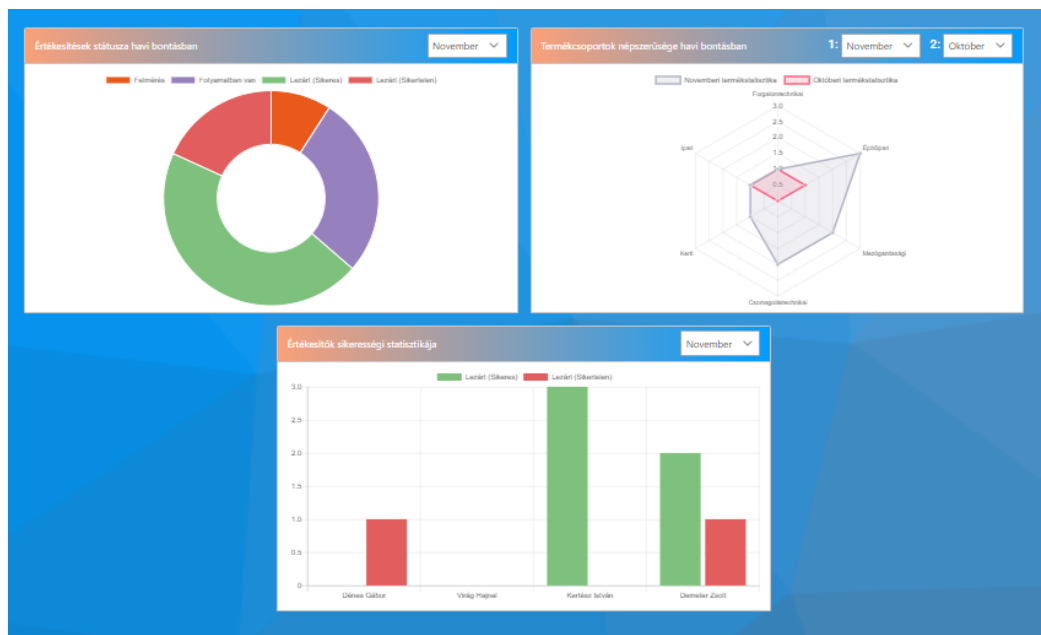 Értékesítések státusza havi bontásban
November
Felmérés Folyamatban van Lezárt (Sikeres) Lezárt (Sikertelen)
Termékcsoportok népszerűsége havi bontásban
1: November 2: Október
Novemberi termékstatisztika Októberi termékstatisztika
Forgalomtechnikai
3.0
2.5
2.0
1.5
1.0
0.5
Ipari
Építőipari
Kerti
Mezőgazdasági
Csomagolástechnikai
Értékesítők sikerességi statisztikája
November
Lezárt (Sikeres) Lezárt (Sikertelen)
3.0
2.5
2.0
1.5
1.0
0.5
0
Dénes Gábor Virág Hajnal Kertész István Demeter Zsolt